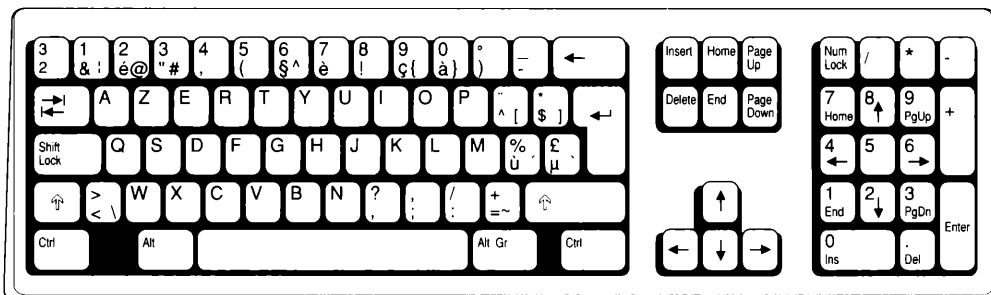 3 1 2 3 4 5 6 7 8 9 0 ° _ ← Insert Home Page Up Num Lock / * -
2 & ¦ é @ " # ' ( § ^ è ! ç { à } ) -
A Z E R T Y U I O P ¨ ^ [ * $ ] Delete End Page Down 7 Home 8 ↑ 9 PgUp +
Shift Lock Q S D F G H J K L M % ù ´ £ µ ` 4 ← 5 6 →
> < \ W X C V B N ? , . ; / : + = ~ ↑ 1 End 2 ↓ 3 PgDn Enter
Ctrl Alt Alt Gr Ctrl ← ↓ → 0 Ins . Del